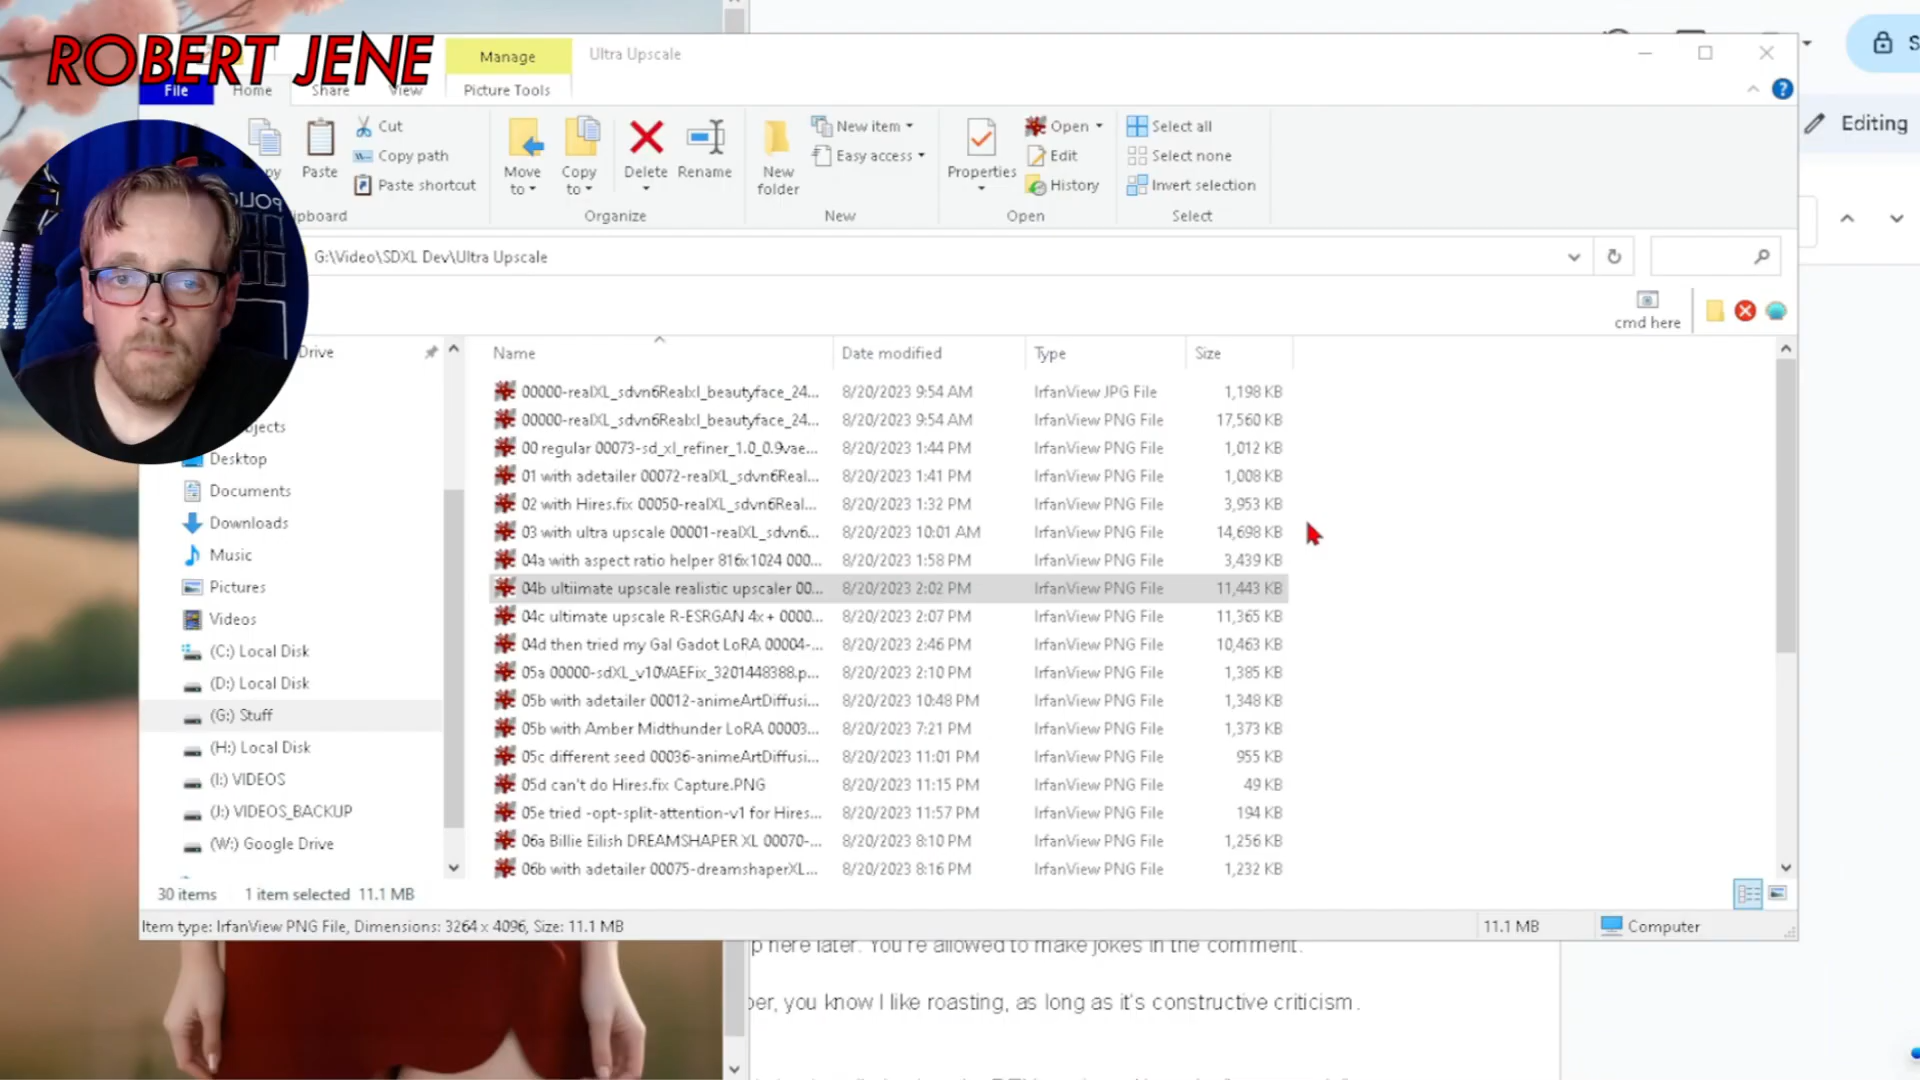 ROBERT JENE
Manage
Ultra Upscale
File
Home
Share
View
Picture Tools
Paste
Cut
Copy path
Paste shortcut
Move to
Copy to
Delete
Rename
Organize
New folder
New item
Easy access
New
Properties
Open
Edit
History
Open
Select all
Select none
Invert selection
Select
Editing
G:\Video\SDXL Dev\Ultra Upscale
cmd here
Drive
Desktop
Documents
Downloads
Music
Pictures
Videos
(C:) Local Disk
(D:) Local Disk
(G:) Stuff
(H:) Local Disk
(I:) VIDEOS
(J:) VIDEOS_BACKUP
(W:) Google Drive
Name Date modified Type Size
00000-realXL_sdvn6Realxl_beautyface_24... 8/20/2023 9:54 AM IrfanView JPG File 1,198 KB
00000-realXL_sdvn6Realxl_beautyface_24... 8/20/2023 9:54 AM IrfanView PNG File 17,560 KB
00 regular 00073-sd_xl_refiner_1.0_0.9vae... 8/20/2023 1:44 PM IrfanView PNG File 1,012 KB
01 with adetailer 00072-realXL_sdvn6Real... 8/20/2023 1:41 PM IrfanView PNG File 1,008 KB
02 with Hires.fix 00050-realXL_sdvn6Real... 8/20/2023 1:32 PM IrfanView PNG File 3,953 KB
03 with ultra upscale 00001-realXL_sdvn6... 8/20/2023 10:01 AM IrfanView PNG File 14,698 KB
04a with aspect ratio helper 816x1024 000... 8/20/2023 1:58 PM IrfanView PNG File 3,439 KB
04b ultiimate upscale realistic upscaler 00... 8/20/2023 2:02 PM IrfanView PNG File 11,443 KB
04c ultimate upscale R-ESRGAN 4x+ 0000... 8/20/2023 2:07 PM IrfanView PNG File 11,365 KB
04d then tried my Gal Gadot LoRA 00004-... 8/20/2023 2:46 PM IrfanView PNG File 10,463 KB
05a 00000-sdXL_v10VAEFix_3201448388.p... 8/20/2023 2:10 PM IrfanView PNG File 1,385 KB
05b with adetailer 00012-animeArtDiffusi... 8/20/2023 10:48 PM IrfanView PNG File 1,348 KB
05b with Amber Midthunder LoRA 00003... 8/20/2023 7:21 PM IrfanView PNG File 1,373 KB
05c different seed 00036-animeArtDiffusi... 8/20/2023 11:01 PM IrfanView PNG File 955 KB
05d can't do Hires.fix Capture.PNG 8/20/2023 11:15 PM IrfanView PNG File 49 KB
05e tried -opt-split-attention-v1 for Hires... 8/20/2023 11:57 PM IrfanView PNG File 194 KB
06a Billie Eilish DREAMSHAPER XL 00070-... 8/20/2023 8:10 PM IrfanView PNG File 1,256 KB
06b with adetailer 00075-dreamshaperXL... 8/20/2023 8:16 PM IrfanView PNG File 1,232 KB
30 items 1 item selected 11.1 MB
Item type: IrfanView PNG File, Dimensions: 3264 x 4096, Size: 11.1 MB 11.1 MB Computer
here later. You're allowed to make jokes in the comment.
you know I like roasting, as long as it's constructive criticism.